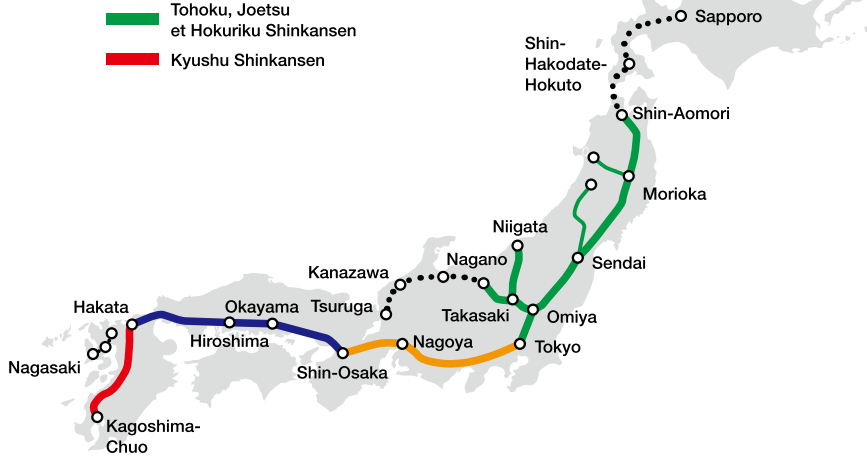 Tohoku, Joetsu
et Hokuriku Shinkansen
Kyushu Shinkansen
Sapporo
Shin-
Hakodate-
Hokuto
Shin-Aomori
Morioka
Niigata
Nagano
Sendai
Kanazawa
Tsuruga
Takasaki
Omiya
Hakata
Okayama
Hiroshima
Nagoya
Tokyo
Nagasaki
Shin-Osaka
Kagoshima-
Chuo